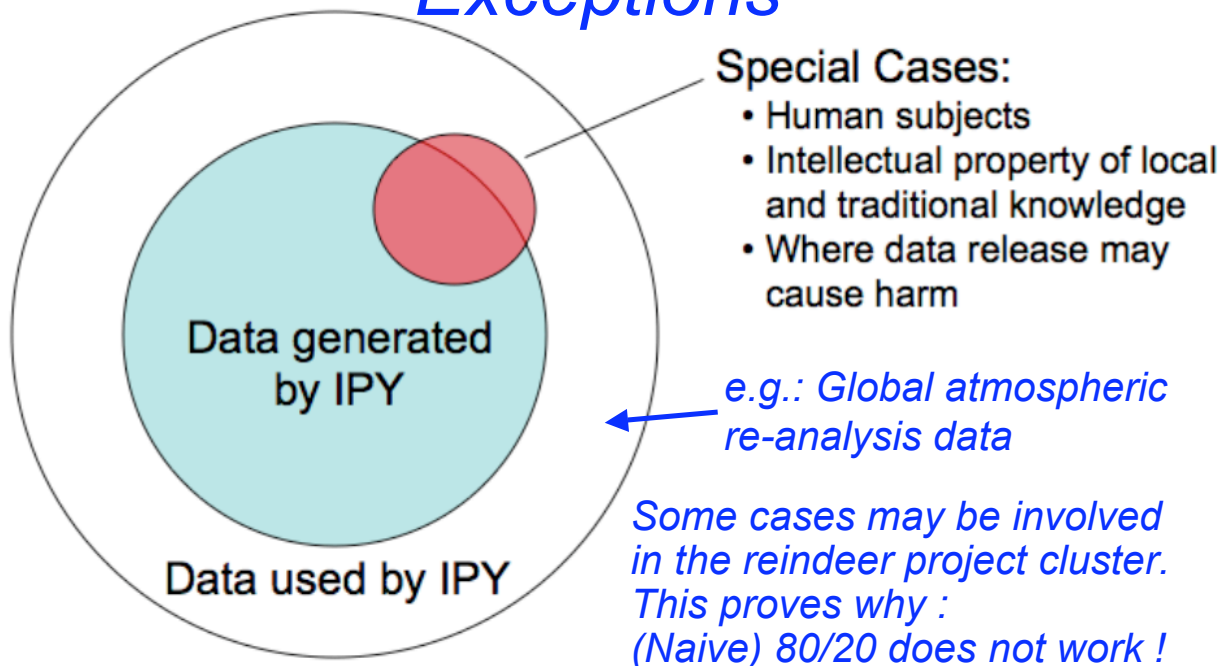 Exceptions
Special Cases:
• Human subjects
• Intellectual property of local
and traditional knowledge
• Where data release may
cause harm
Data generated
by IPY
e.g.: Global atmospheric
re-analysis data
Data used by IPY
Some cases may be involved
in the reindeer project cluster.
This proves why :
(Naive) 80/20 does not work !